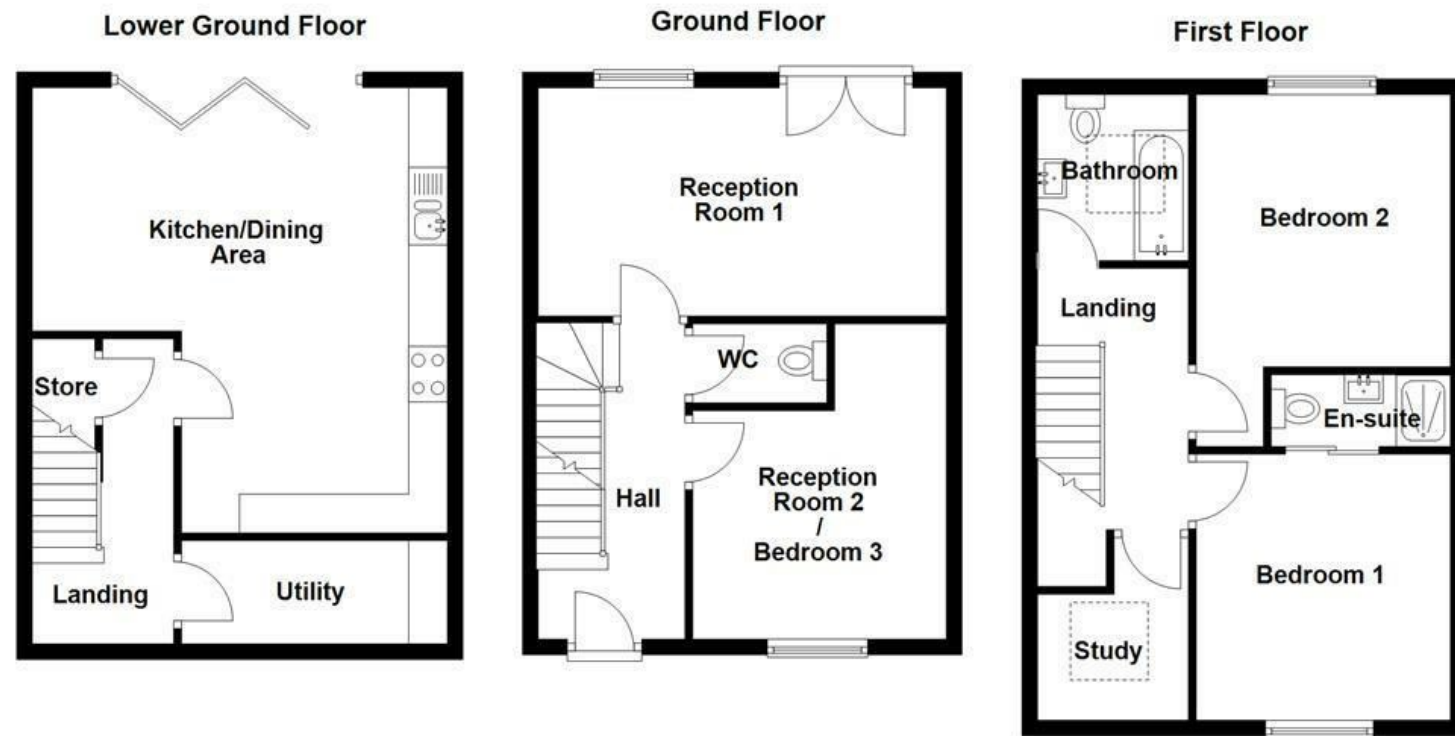 Lower Ground Floor
Kitchen/Dining
Area
Store
Landing
Utility
Ground Floor
Reception
Room 1
WC
Hall
Reception
Room 2
/
Bedroom 3
First Floor
Bathroom
Bedroom 2
Landing
En-suite
Bedroom 1
Study